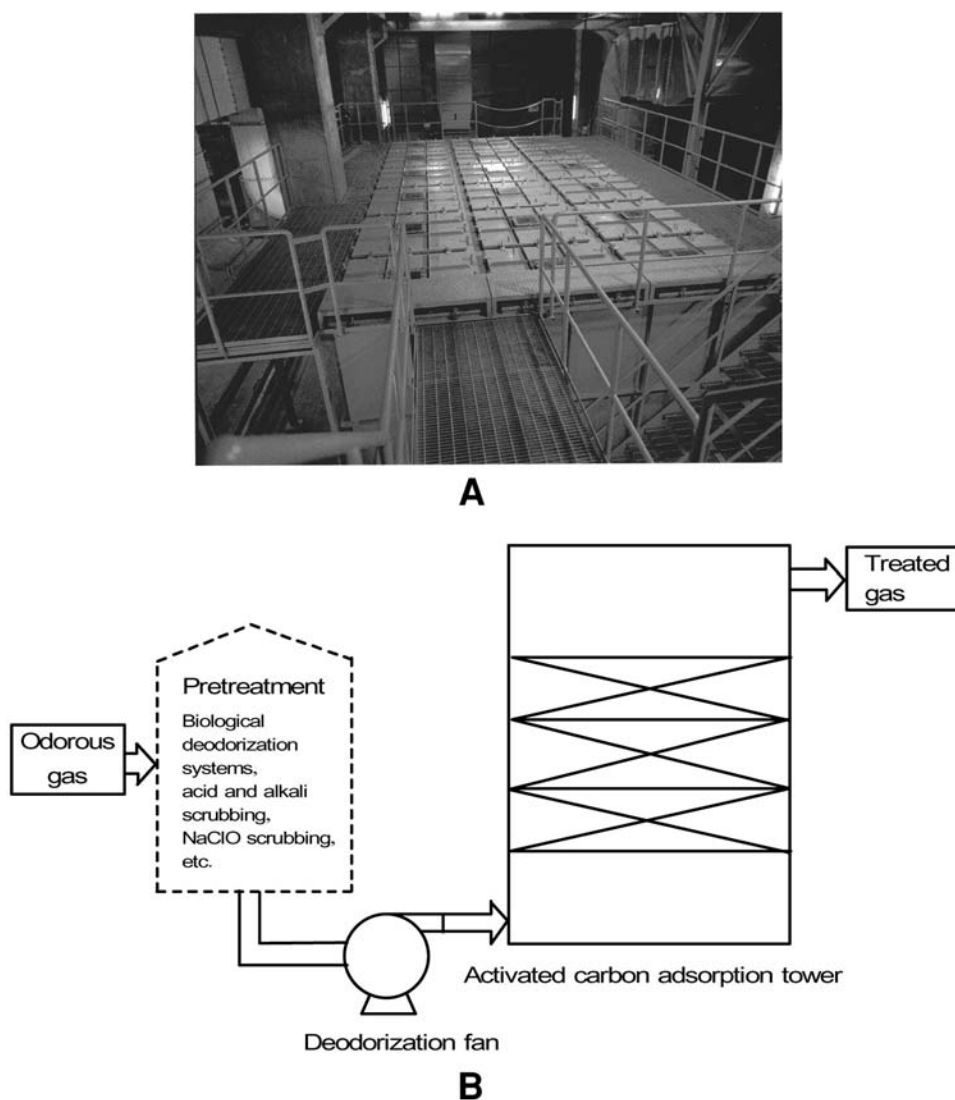 A
Odorous
gas
Pretreatment
Biological
deodorization
systems,
acid and alkali
scrubbing,
NaClO scrubbing,
etc.
Deodorization fan
Activated carbon adsorption tower
Treated
gas
B